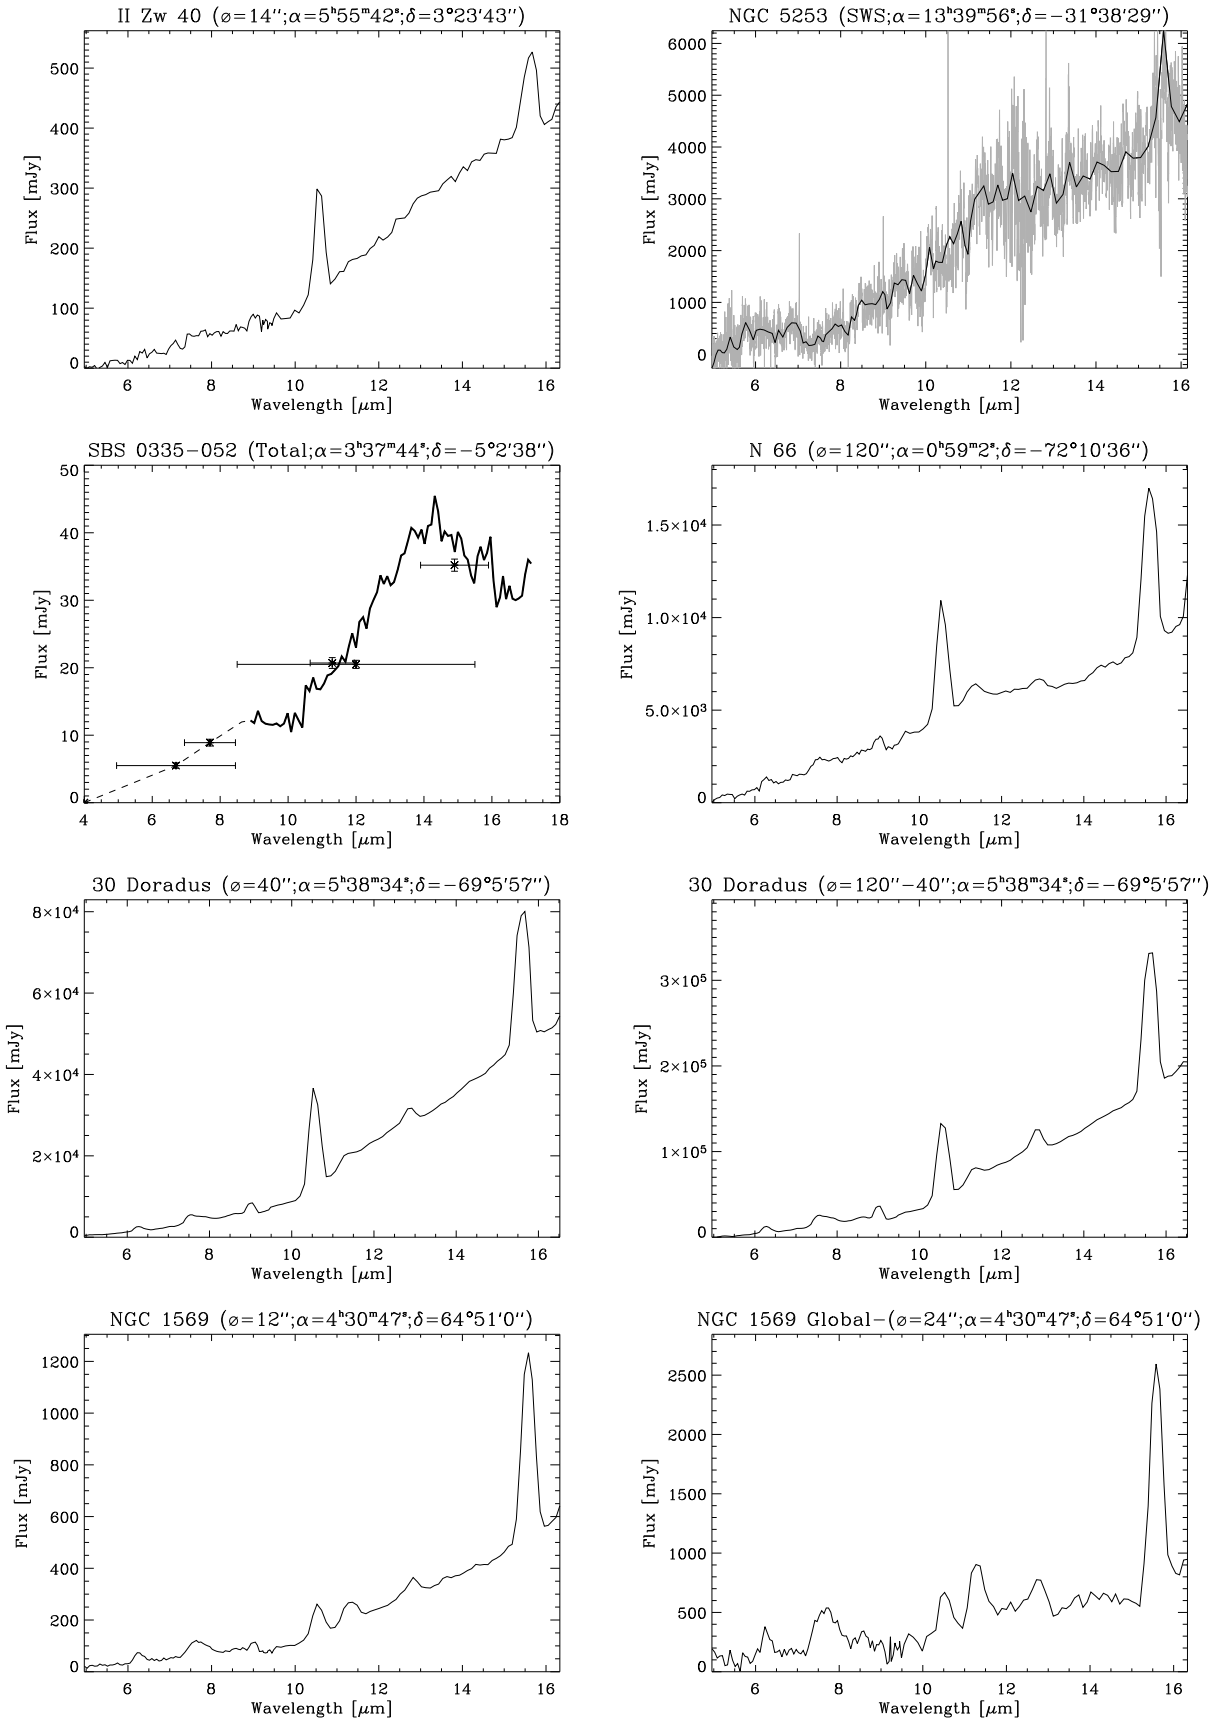 II Zw 40 (⌀=14″;α=5ʰ55ᵐ42ˢ;δ=3°23′43″)
500
400
300
200
100
0
Flux [mJy]
6 8 10 12 14 16
Wavelength [μm]
NGC 5253 (SWS;α=13ʰ39ᵐ56ˢ;δ=−31°38′29″)
6000
5000
4000
3000
2000
1000
0
Flux [mJy]
6 8 10 12 14 16
Wavelength [μm]
SBS 0335−052 (Total;α=3ʰ37ᵐ44ˢ;δ=−5°2′38″)
50
40
30
20
10
0
Flux [mJy]
4 6 8 10 12 14 16 18
Wavelength [μm]
N 66 (⌀=120″;α=0ʰ59ᵐ2ˢ;δ=−72°10′36″)
1.5×10⁴
1.0×10⁴
5.0×10³
0
Flux [mJy]
6 8 10 12 14 16
Wavelength [μm]
30 Doradus (⌀=40″;α=5ʰ38ᵐ34ˢ;δ=−69°5′57″)
8×10⁴
6×10⁴
4×10⁴
2×10⁴
0
Flux [mJy]
6 8 10 12 14 16
Wavelength [μm]
30 Doradus (⌀=120″−40″;α=5ʰ38ᵐ34ˢ;δ=−69°5′57″)
3×10⁵
2×10⁵
1×10⁵
0
Flux [mJy]
6 8 10 12 14 16
Wavelength [μm]
NGC 1569 (⌀=12″;α=4ʰ30ᵐ47ˢ;δ=64°51′0″)
1200
1000
800
600
400
200
0
Flux [mJy]
6 8 10 12 14 16
Wavelength [μm]
NGC 1569 Global−(⌀=24″;α=4ʰ30ᵐ47ˢ;δ=64°51′0″)
2500
2000
1500
1000
500
0
Flux [mJy]
6 8 10 12 14 16
Wavelength [μm]